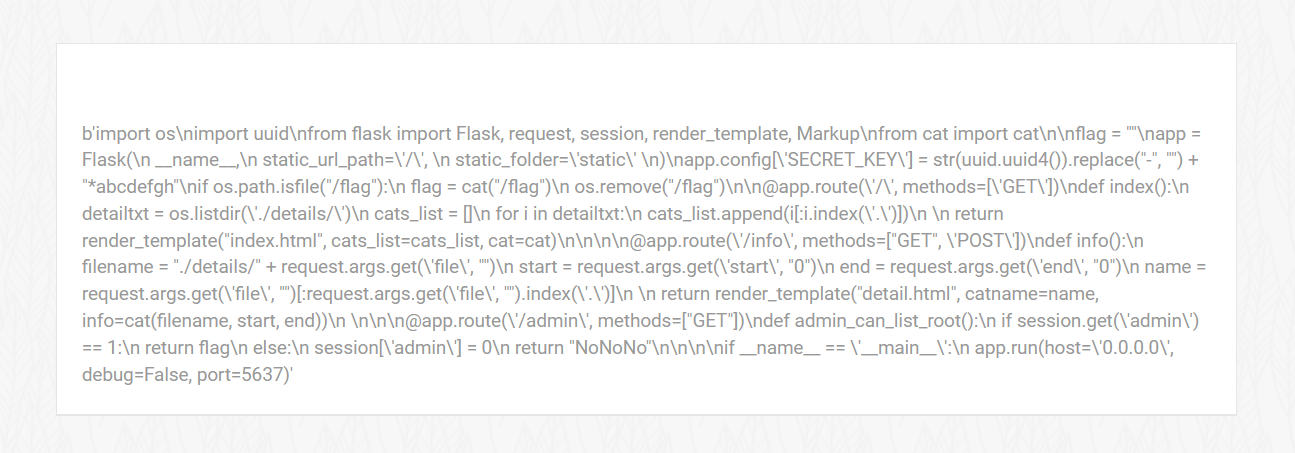 b'import os\nimport uuid\nfrom flask import Flask, request, session, render_template, Markup\nfrom cat import cat\n\nflag = ""\napp =
Flask(\n __name__,\n static_url_path=\'/\', \n static_folder=\'static\' \n)\napp.config[\'SECRET_KEY\'] = str(uuid.uuid4()).replace("-", "") +
"*abcdefgh"\nif os.path.isfile("/flag"):\n flag = cat("/flag")\n os.remove("/flag")\n\n@app.route(\'/\', methods=[\'GET\'])\ndef index():\n
detailtxt = os.listdir(\'./details/\')\n cats_list = []\n for i in detailtxt:\n cats_list.append(i[:i.index(\'.\')])\n \n return
render_template("index.html", cats_list=cats_list, cat=cat)\n\n\n\n@app.route(\'/info\', methods=["GET", \'POST\'])\ndef info():\n
filename = "./details/" + request.args.get(\'file\', "")\n start = request.args.get(\'start\', "0")\n end = request.args.get(\'end\', "0")\n name =
request.args.get(\'file\', "")[:request.args.get(\'file\', "").index(\'.\')]\n \n return render_template("detail.html", catname=name,
info=cat(filename, start, end))\n \n\n\n@app.route(\'/admin\', methods=["GET"])\ndef admin_can_list_root():\n if session.get(\'admin\')
== 1:\n return flag\n else:\n session[\'admin\'] = 0\n return "NoNoNo"\n\n\n\nif __name__ == \'__main__\':\n app.run(host=\'0.0.0.0\',
debug=False, port=5637)'